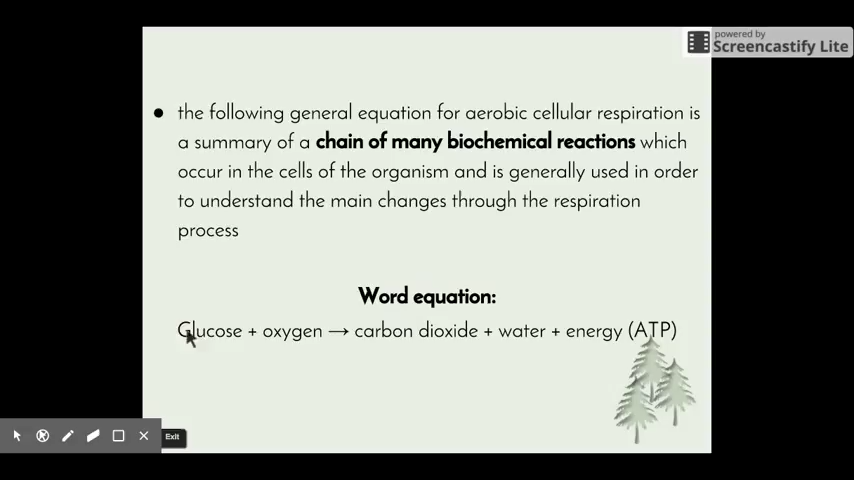 powered by
Screencastify Lite
● the following general equation for aerobic cellular respiration is
a summary of a chain of many biochemical reactions which
occur in the cells of the organism and is generally used in order
to understand the main changes through the respiration
process
Word equation:
Glucose + oxygen → carbon dioxide + water + energy (ATP)
Exit